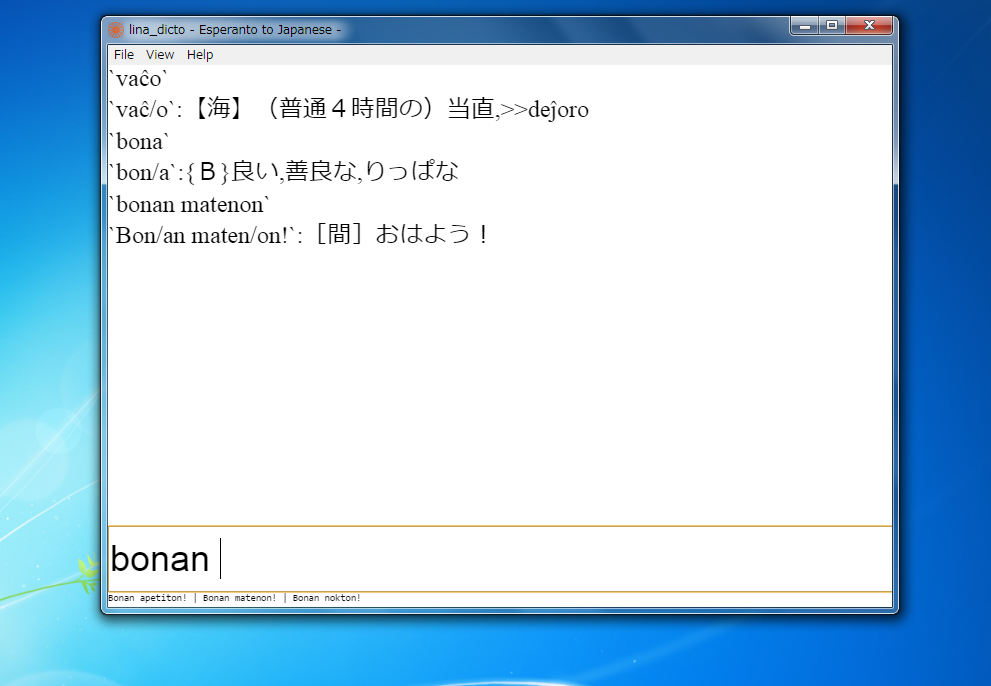 lina_dicto - Esperanto to Japanese -
File View Help
`vaĉo`
`vaĉ/o`:【海】（普通４時間の）当直,>>deĵoro
`bona`
`bon/a`:{Ｂ}良い,善良な,りっぱな
`bonan matenon`
`Bon/an maten/on!`:［間］おはよう！
bonan
Bonan apetiton! | Bonan matenon! | Bonan nokton!